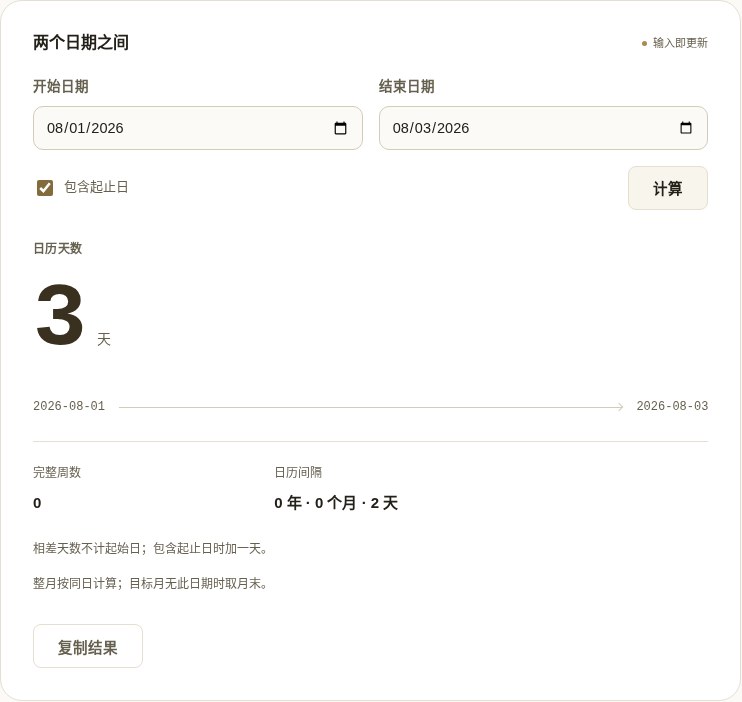 两个日期之间
输入即更新
开始日期
结束日期
08/01/2026
08/03/2026
包含起止日
计算
日历天数
3 天
2026-08-01
2026-08-03
完整周数
日历间隔
0
0 年 · 0 个月 · 2 天
相差天数不计起始日；包含起止日时加一天。
整月按同日计算；目标月无此日期时取月末。
复制结果